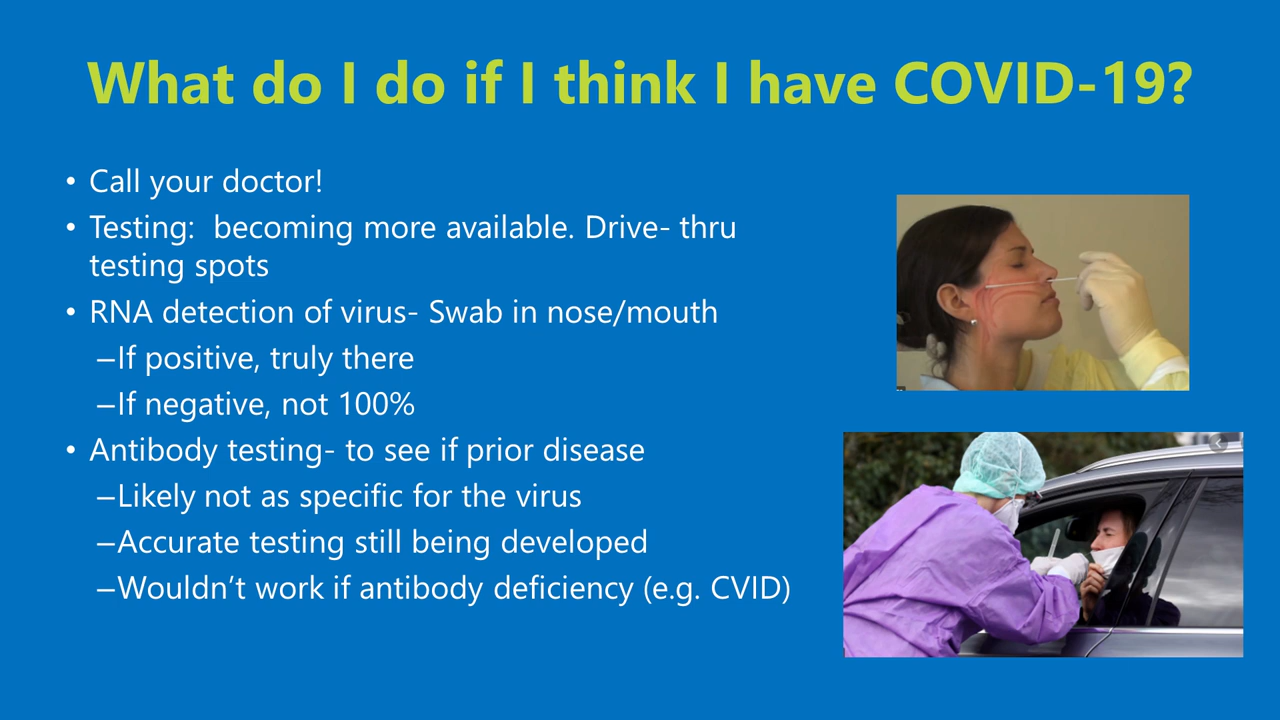 What do I do if I think I have COVID-19?
• Call your doctor!
• Testing:  becoming more available. Drive- thru
testing spots
• RNA detection of virus- Swab in nose/mouth
–If positive, truly there
–If negative, not 100%
• Antibody testing- to see if prior disease
–Likely not as specific for the virus
–Accurate testing still being developed
–Wouldn’t work if antibody deficiency (e.g. CVID)